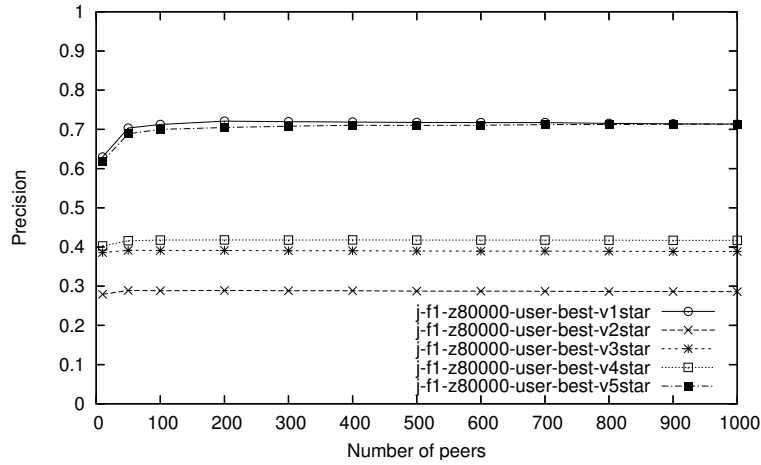 1
0.9
0.8
0.7
0.6
0.5
0.4
0.3
0.2
0.1
0
Precision
j-f1-z80000-user-best-v1star
j-f1-z80000-user-best-v2star
j-f1-z80000-user-best-v3star
j-f1-z80000-user-best-v4star
j-f1-z80000-user-best-v5star
0 100 200 300 400 500 600 700 800 900 1000
Number of peers